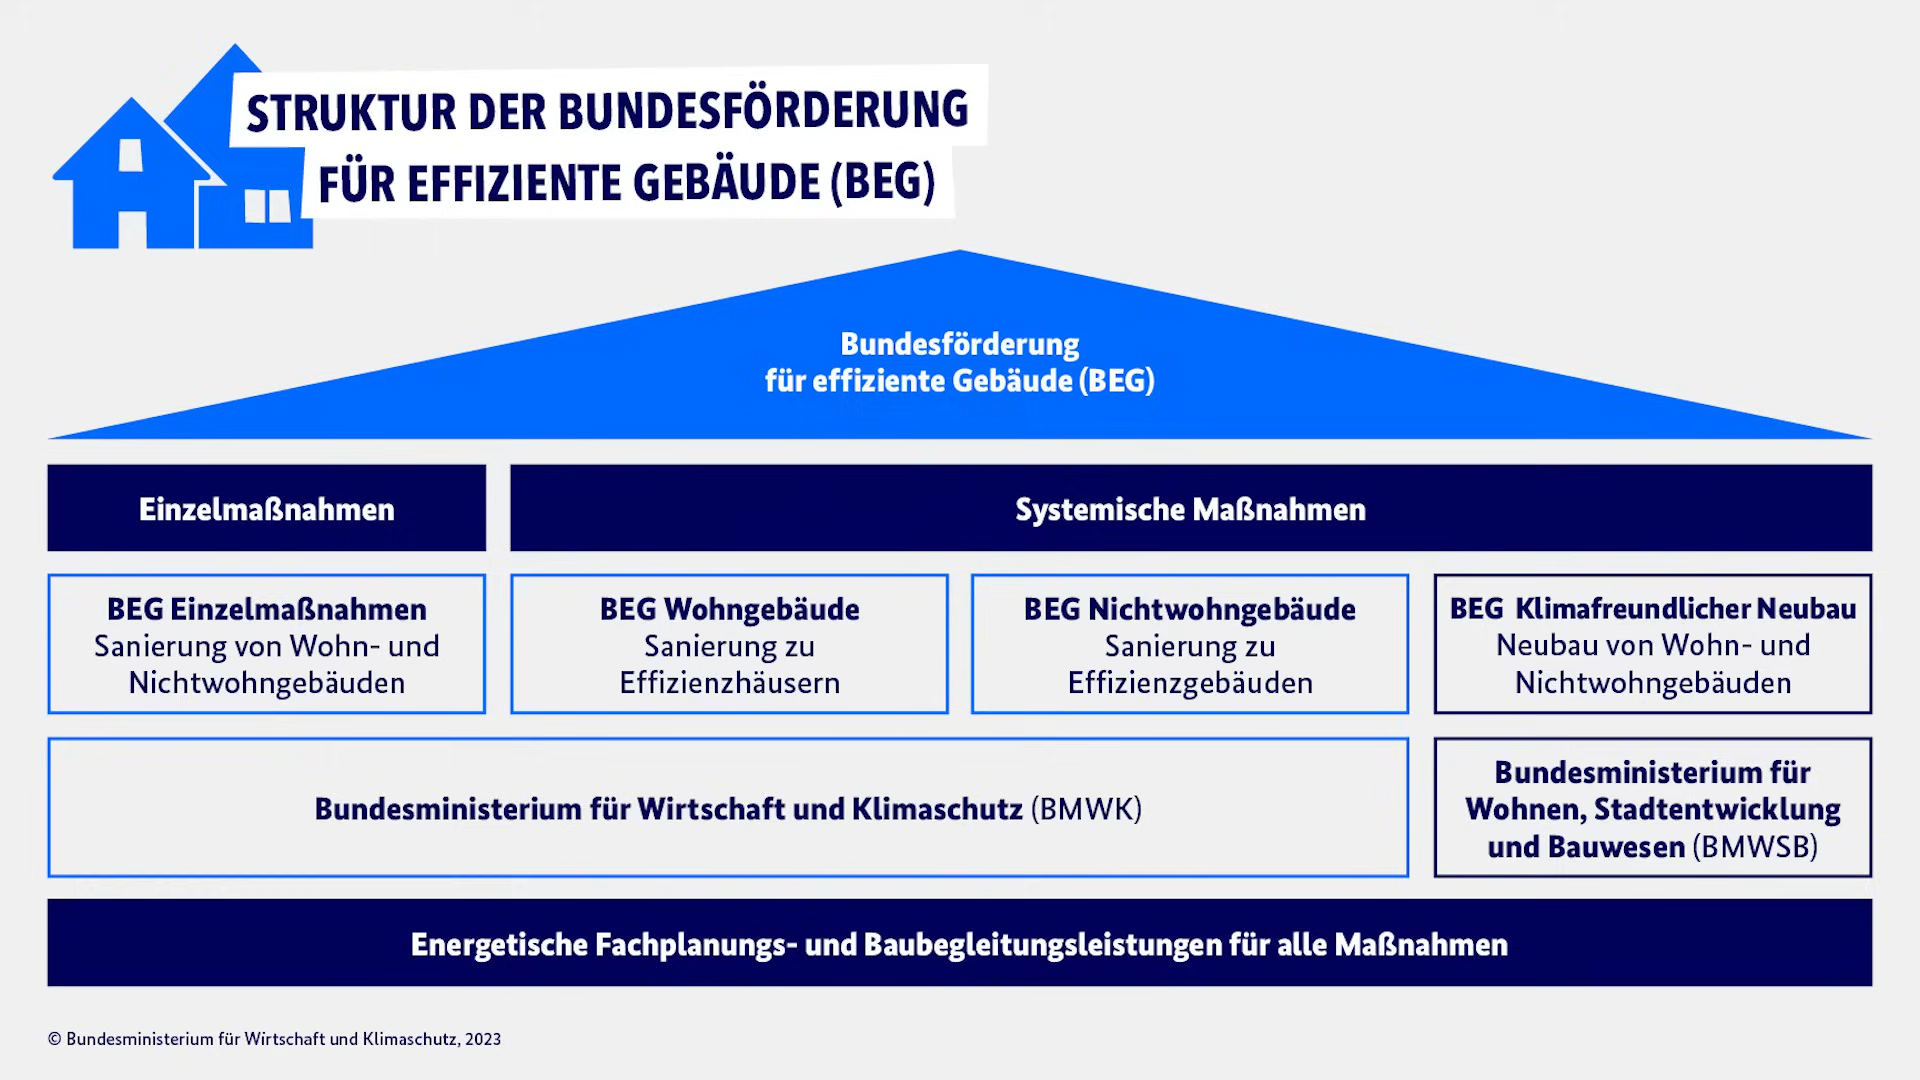 STRUKTUR DER BUNDESFÖRDERUNG
FÜR EFFIZIENTE GEBÄUDE (BEG)
Bundesförderung
für effiziente Gebäude (BEG)
Einzelmaßnahmen
Systemische Maßnahmen
BEG Einzelmaßnahmen
Sanierung von Wohn- und
Nichtwohngebäuden
BEG Wohngebäude
Sanierung zu
Effizienzhäusern
BEG Nichtwohngebäude
Sanierung zu
Effizienzgebäuden
BEG Klimafreundlicher Neubau
Neubau von Wohn- und
Nichtwohngebäuden
Bundesministerium für Wirtschaft und Klimaschutz (BMWK)
Bundesministerium für
Wohnen, Stadtentwicklung
und Bauwesen (BMWSB)
Energetische Fachplanungs- und Baubegleitungsleistungen für alle Maßnahmen
© Bundesministerium für Wirtschaft und Klimaschutz, 2023